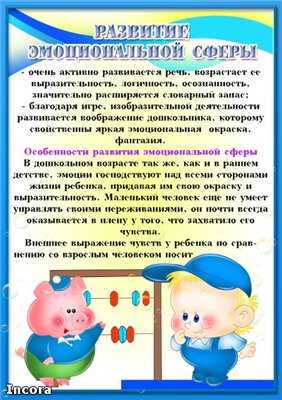 РАЗВИТИЕ
ЭМОЦИОНАЛЬНОЙ СФЕРЫ
- очень активно развивается речь, возрастает ее
выразительность, логичность, осознанность,
значительно расширяется словарный запас;
- благодаря игре, изобразительной деятельности
развивается воображение дошкольника, которому
свойственны яркая эмоциональная окраска,
фантазия.
Особенности развития эмоциональной сферы
В дошкольном возрасте так же, как и в раннем
детстве, эмоции господствуют над всеми сторонами
жизни ребенка, придавая им свою окраску и
выразительность. Маленький человек еще не умеет
управлять своими переживаниями, он почти всегда
оказывается в плену у того, что захватило его
чувства.
Внешнее выражение чувств у ребенка по срав-
нению со взрослым человеком носит
Incora